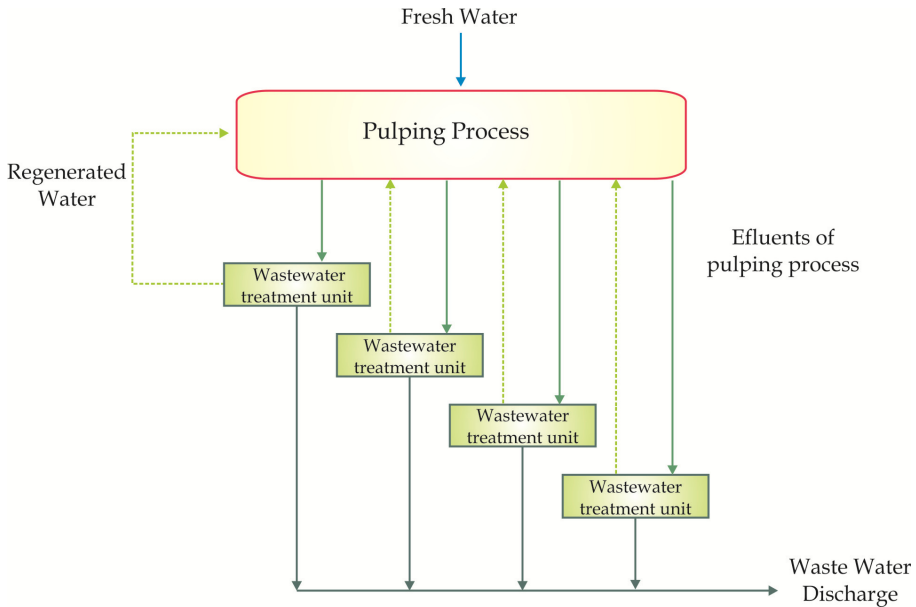 Fresh Water
Pulping Process
Regenerated
Water
Efluents of
pulping process
Wastewater
treatment unit
Wastewater
treatment unit
Wastewater
treatment unit
Wastewater
treatment unit
Waste Water
Discharge